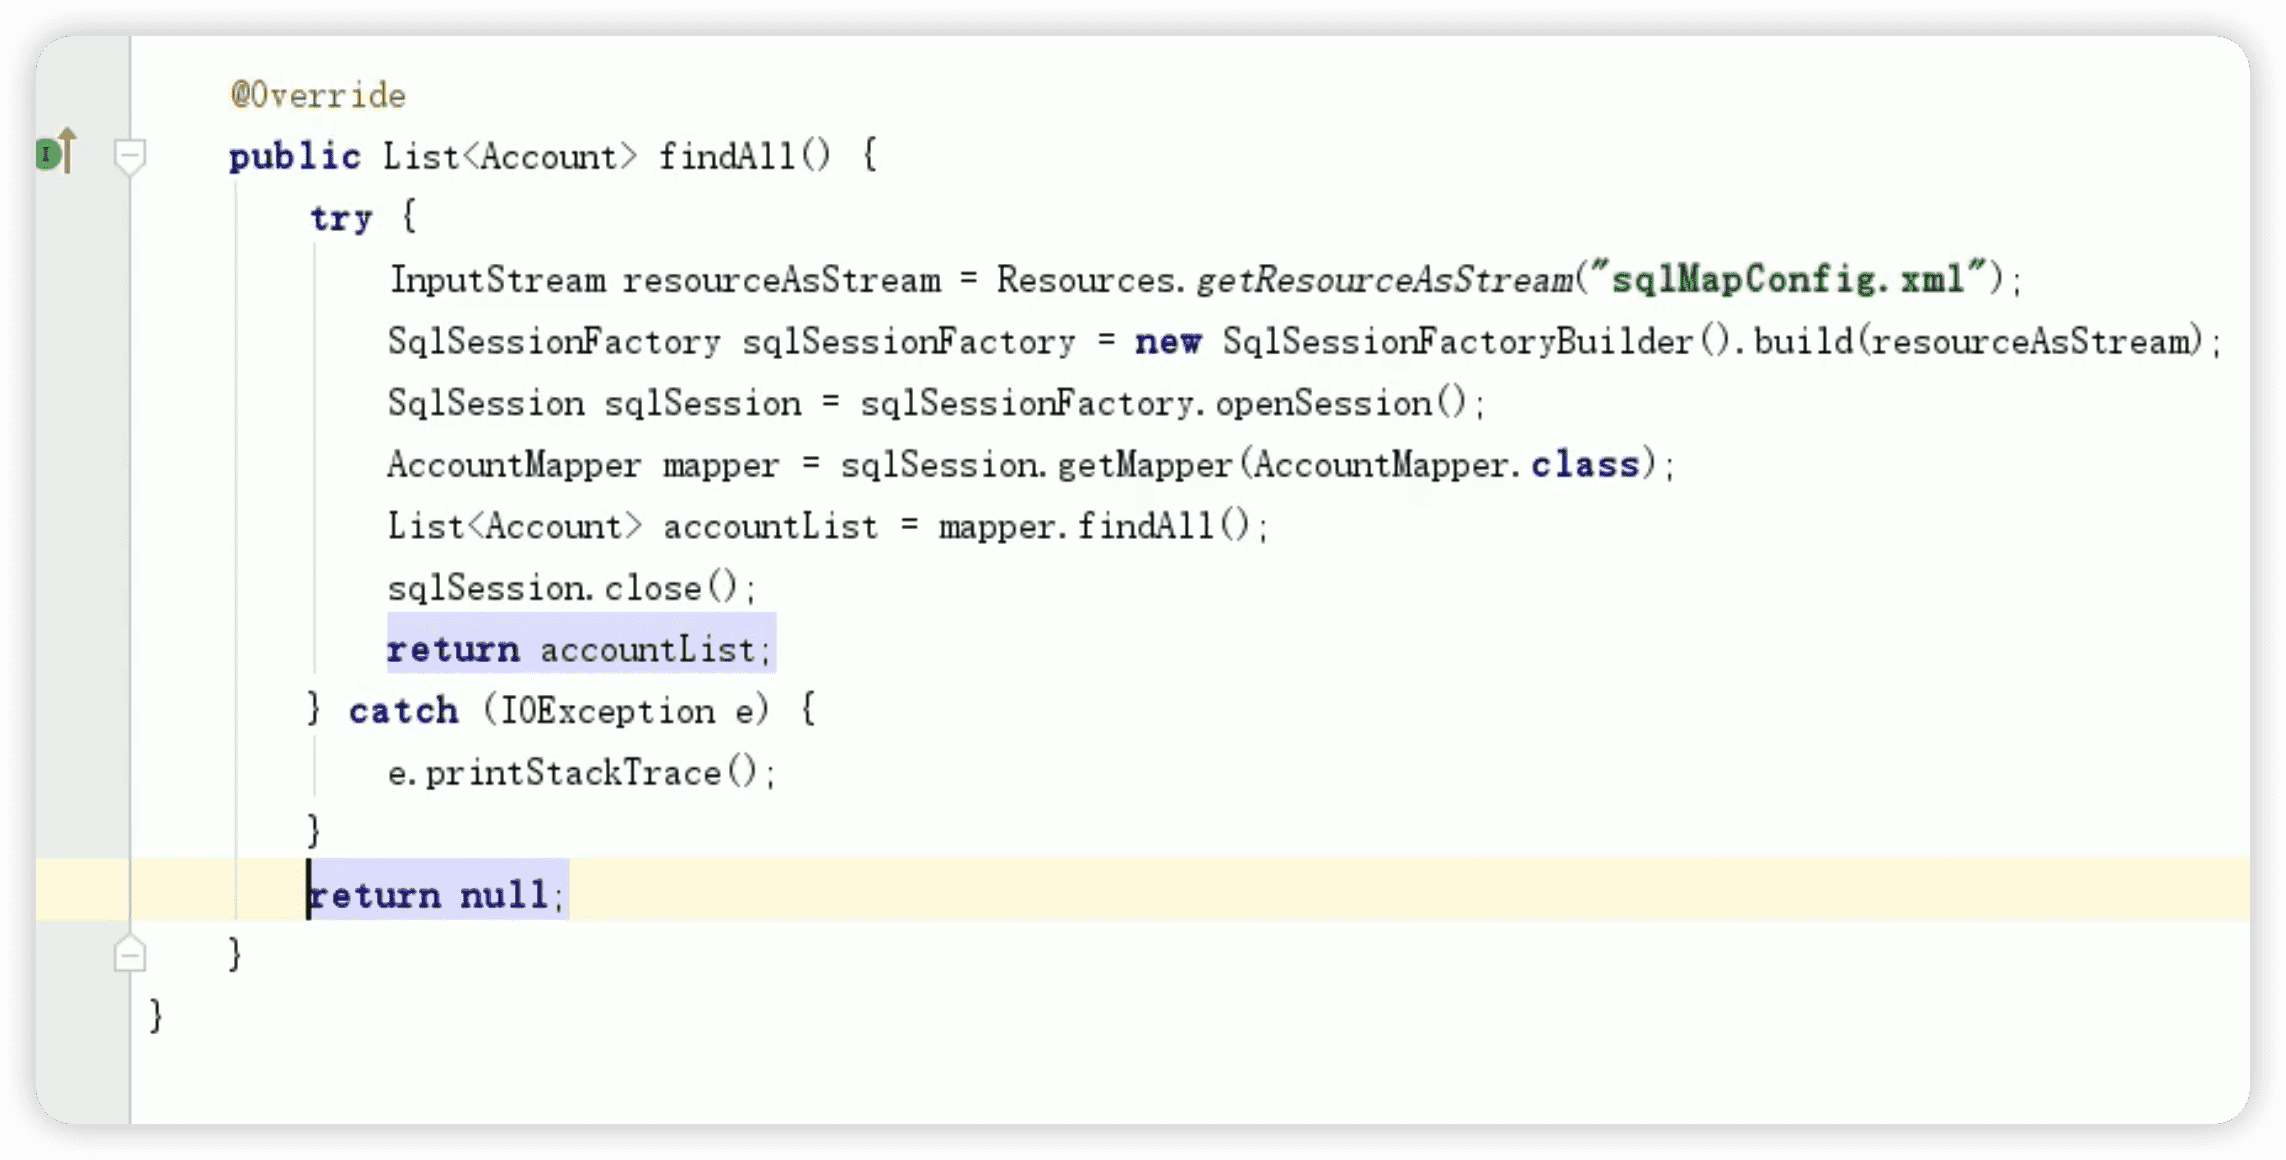 @Override
public List<Account> findAll() {
try {
InputStream resourceAsStream = Resources.getResourceAsStream("sqlMapConfig.xml");
SqlSessionFactory sqlSessionFactory = new SqlSessionFactoryBuilder().build(resourceAsStream);
SqlSession sqlSession = sqlSessionFactory.openSession();
AccountMapper mapper = sqlSession.getMapper(AccountMapper.class);
List<Account> accountList = mapper.findAll();
sqlSession.close();
return accountList;
} catch (IOException e) {
e.printStackTrace();
}
return null;
}
}